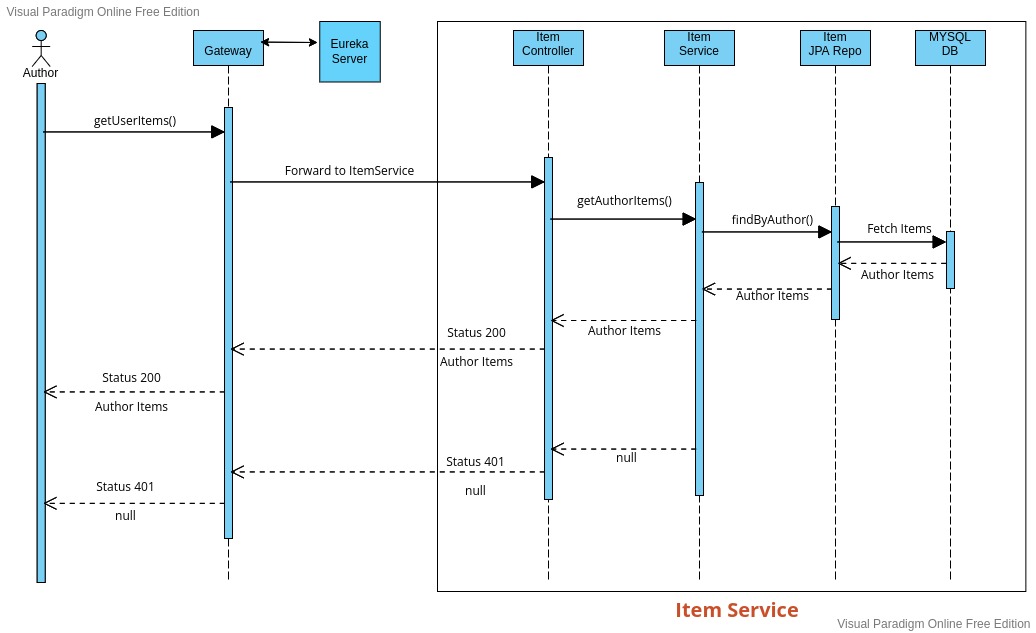 Visual Paradigm Online Free Edition
Author
Gateway
Eureka
Server
Item
Controller
Item
Service
Item
JPA Repo
MYSQL
DB
getUserItems()
Forward to ItemService
getAuthorItems()
findByAuthor()
Fetch Items
Author Items
Author Items
Author Items
Status 200
Author Items
Status 200
Author Items
null
Status 401
null
Status 401
null
Item Service
Visual Paradigm Online Free Edition